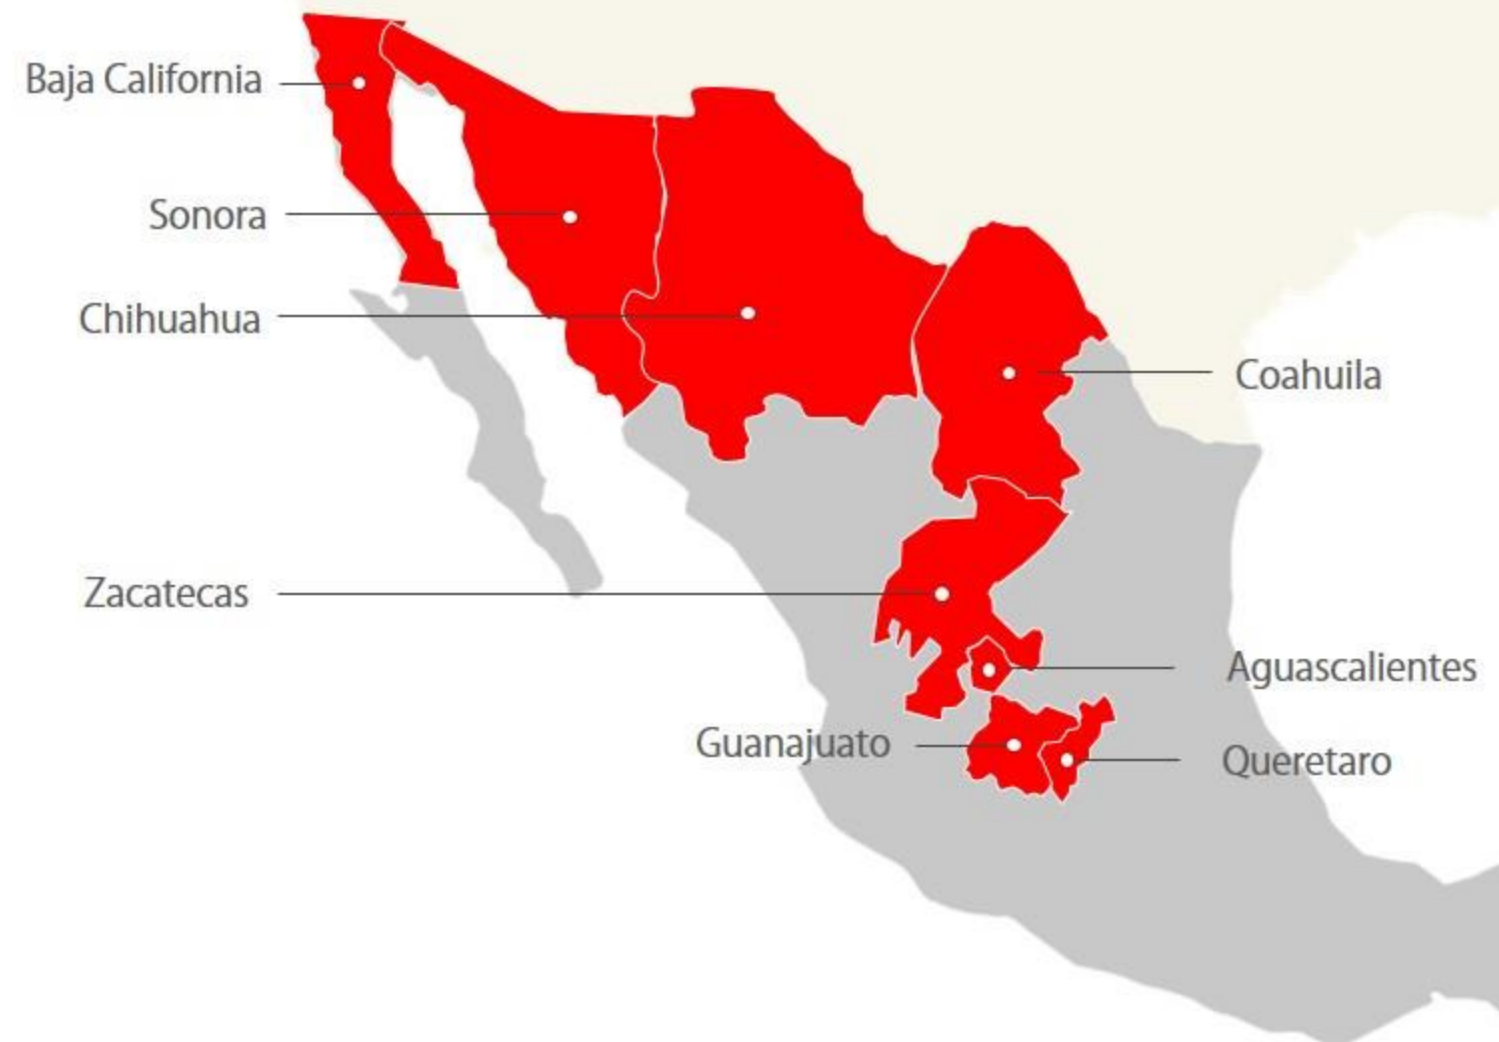 Baja California
Sonora
Chihuahua
Coahuila
Zacatecas
Aguascalientes
Guanajuato
Queretaro